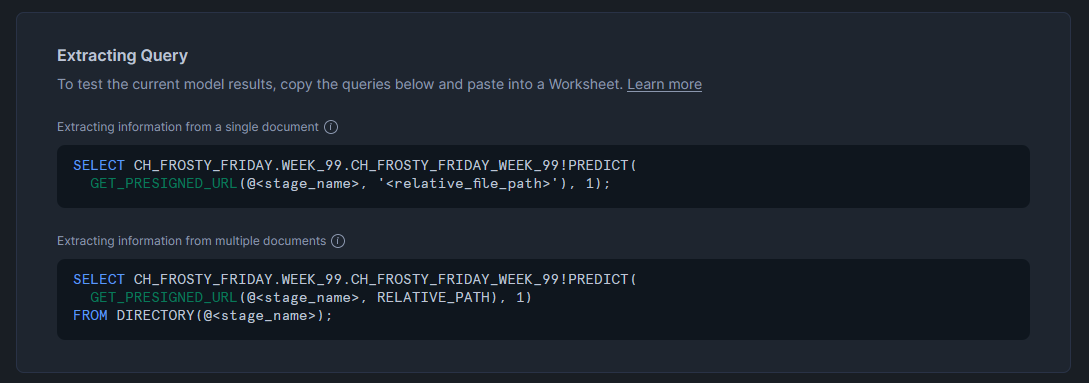 Extracting Query
To test the current model results, copy the queries below and paste into a Worksheet. Learn more
Extracting information from a single document
SELECT CH_FROSTY_FRIDAY.WEEK_99.CH_FROSTY_FRIDAY_WEEK_99!PREDICT(
  GET_PRESIGNED_URL(@<stage_name>, '<relative_file_path>'), 1);
Extracting information from multiple documents
SELECT CH_FROSTY_FRIDAY.WEEK_99.CH_FROSTY_FRIDAY_WEEK_99!PREDICT(
  GET_PRESIGNED_URL(@<stage_name>, RELATIVE_PATH), 1)
FROM DIRECTORY(@<stage_name>);